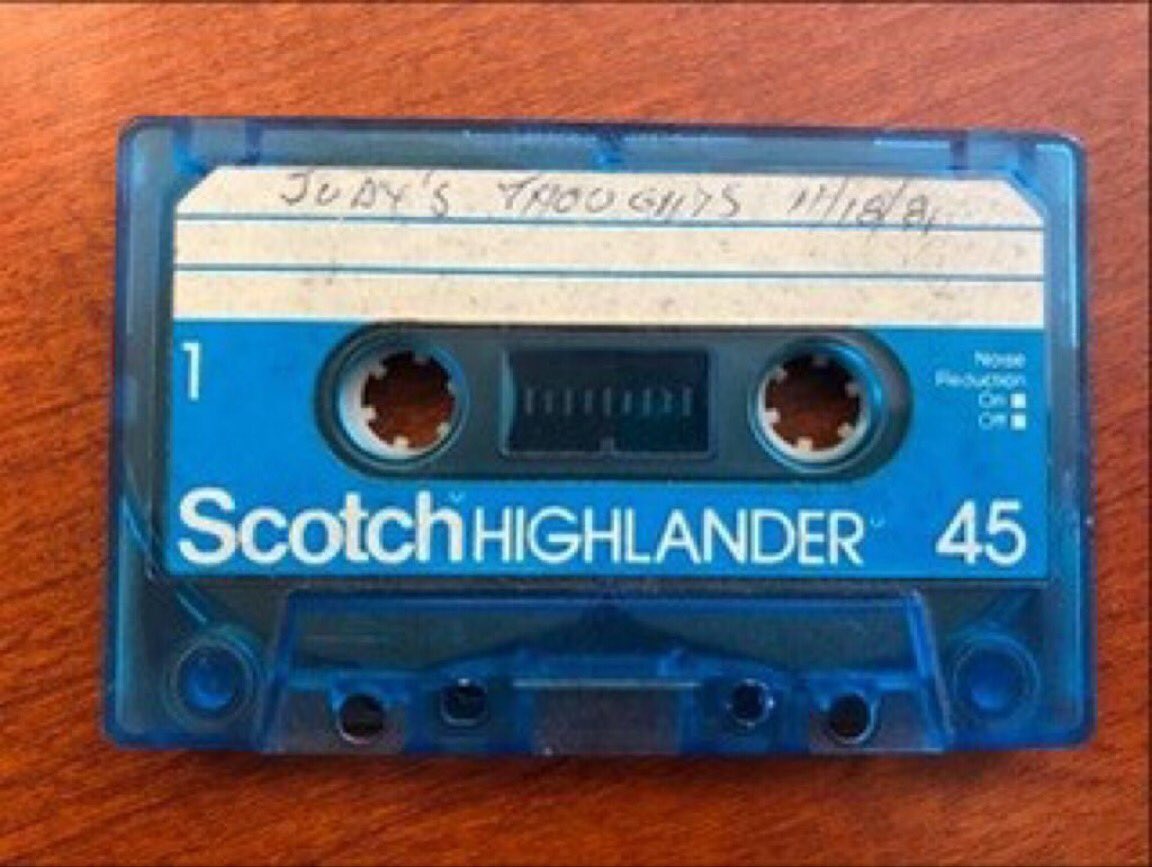 JUDY'S THOUGHTS 11/18/81
1
Noise
Reduction
On
Off
Scotch HIGHLANDER 45